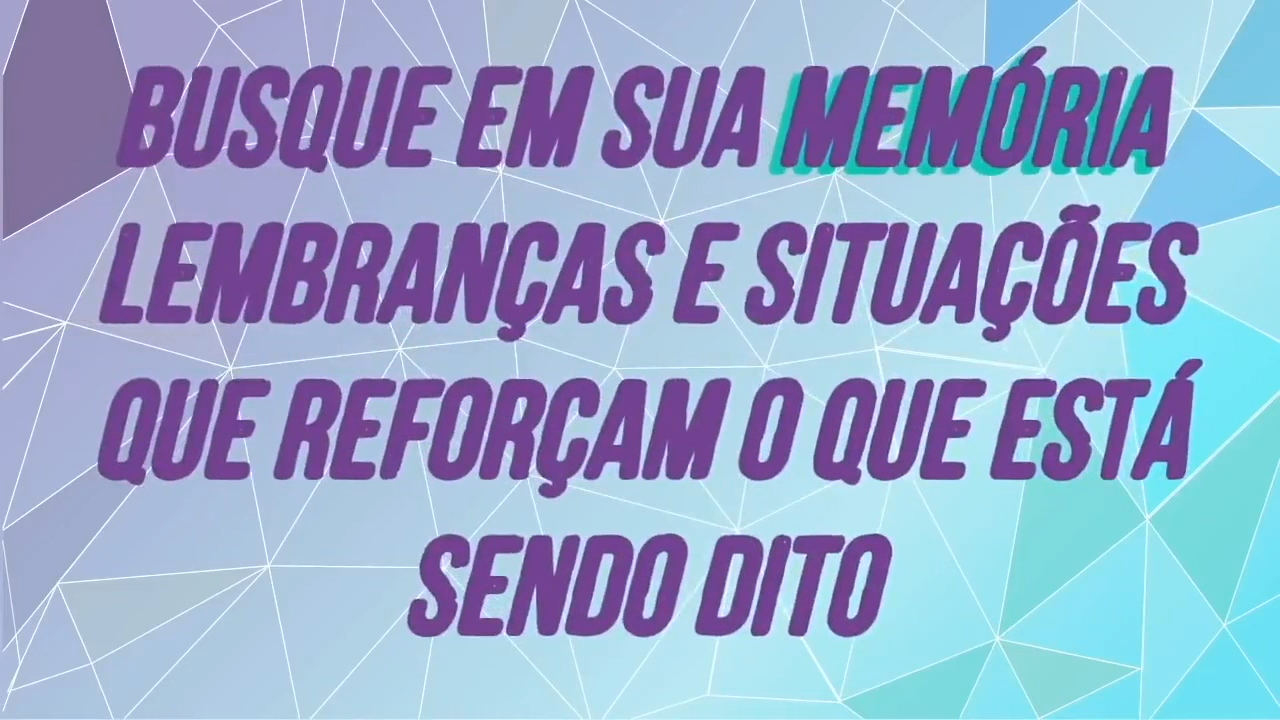 BUSQUE EM SUA MEMÓRIA
LEMBRANÇAS E SITUAÇÕES
QUE REFORÇAM O QUE ESTÁ
SENDO DITO